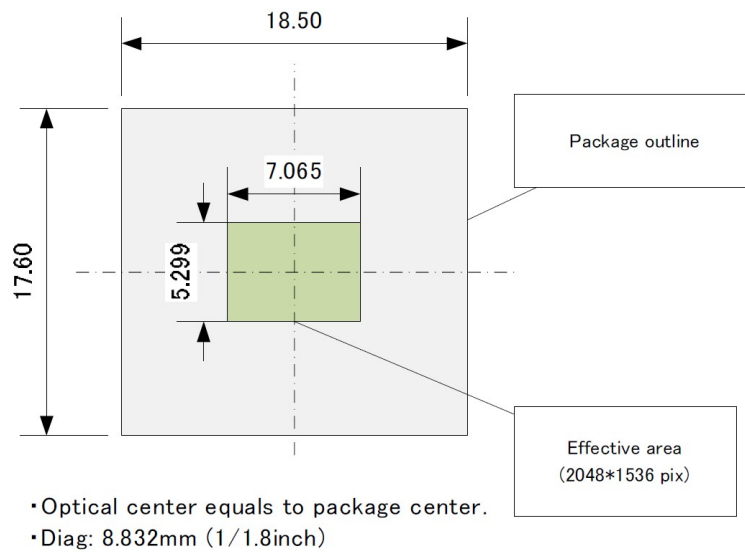 18.50
Package outline
7.065
5.299
17.60
Effective area
(2048*1536 pix)
・Optical center equals to package center.
・Diag: 8.832mm (1/1.8inch)